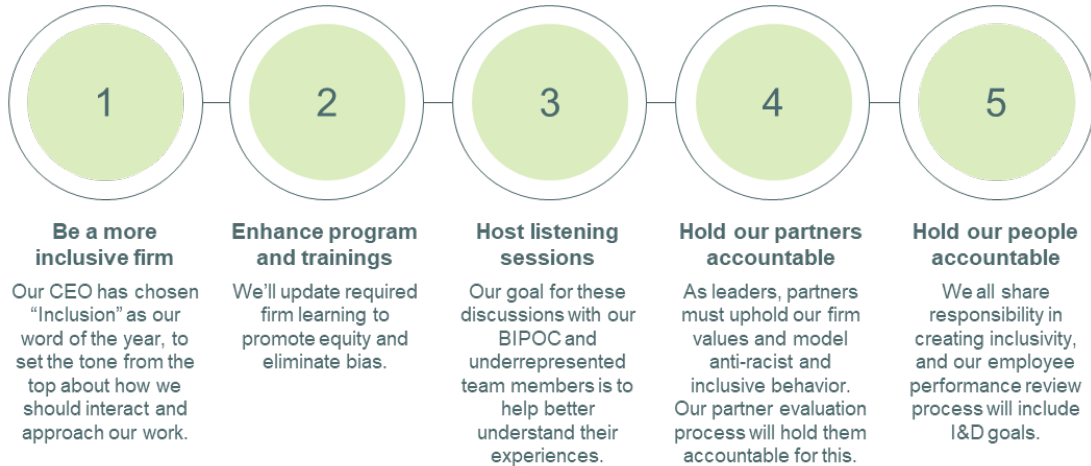 1
2
3
4
5
Be a more
inclusive firm
Our CEO has chosen
“Inclusion” as our
word of the year, to
set the tone from the
top about how we
should interact and
approach our work.
Enhance program
and trainings
We’ll update required
firm learning to
promote equity and
eliminate bias.
Host listening
sessions
Our goal for these
discussions with our
BIPOC and
underrepresented
team members is to
help better
understand their
experiences.
Hold our partners
accountable
As leaders, partners
must uphold our firm
values and model
anti-racist and
inclusive behavior.
Our partner evaluation
process will hold them
accountable for this.
Hold our people
accountable
We all share
responsibility in
creating inclusivity,
and our employee
performance review
process will include
I&D goals.